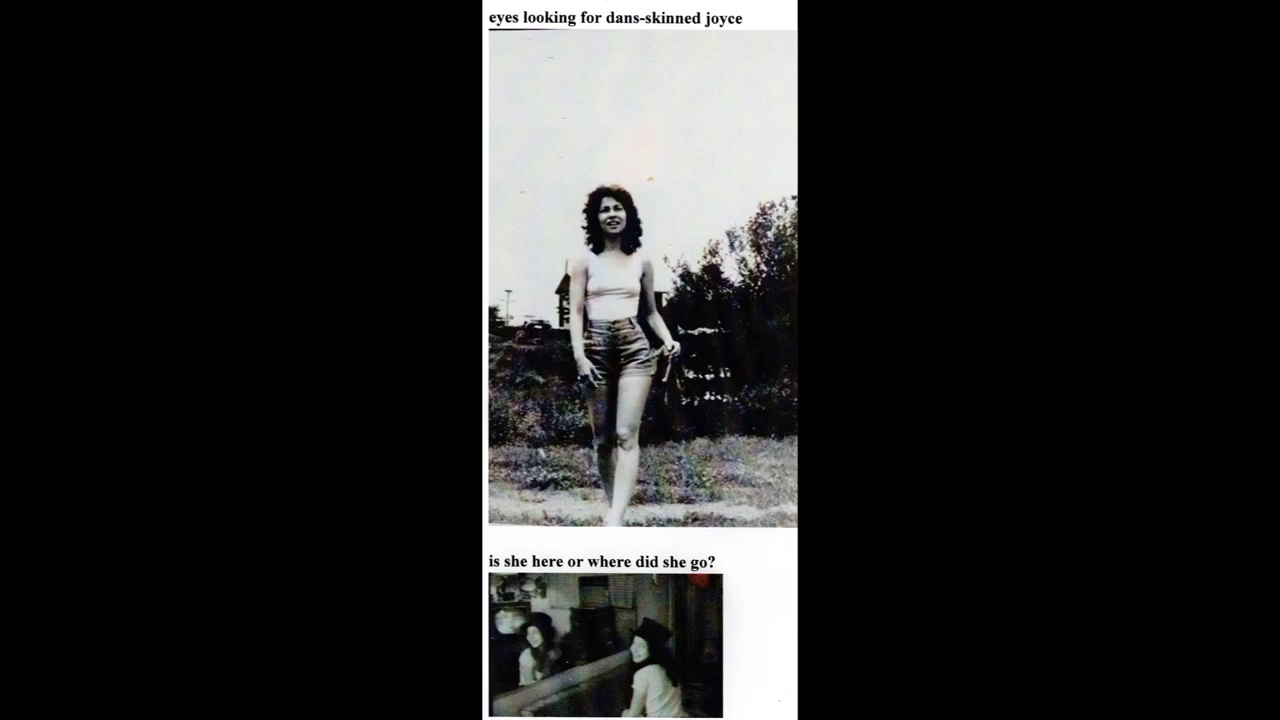 eyes looking for dans-skinned joyce
is she here or where did she go?